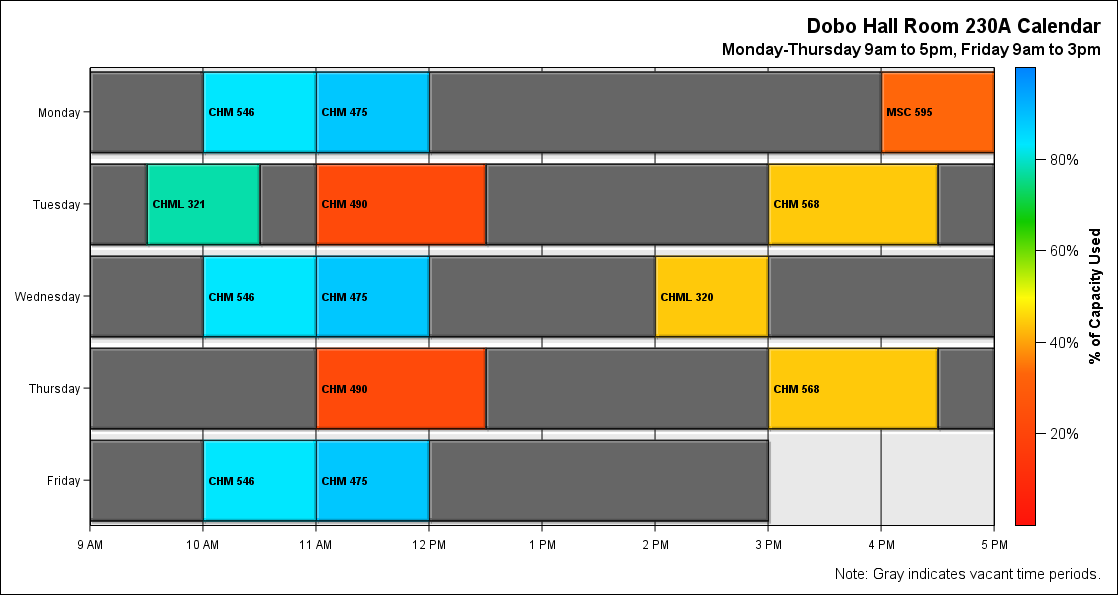 Dobo Hall Room 230A Calendar
Monday-Thursday 9am to 5pm, Friday 9am to 3pm
Monday
CHM 546
CHM 475
MSC 595
Tuesday
CHML 321
CHM 490
CHM 568
Wednesday
CHM 546
CHM 475
CHML 320
Thursday
CHM 490
CHM 568
Friday
CHM 546
CHM 475
9 AM
10 AM
11 AM
12 PM
1 PM
2 PM
3 PM
4 PM
5 PM
80%
60%
40%
20%
% of Capacity Used
Note: Gray indicates vacant time periods.